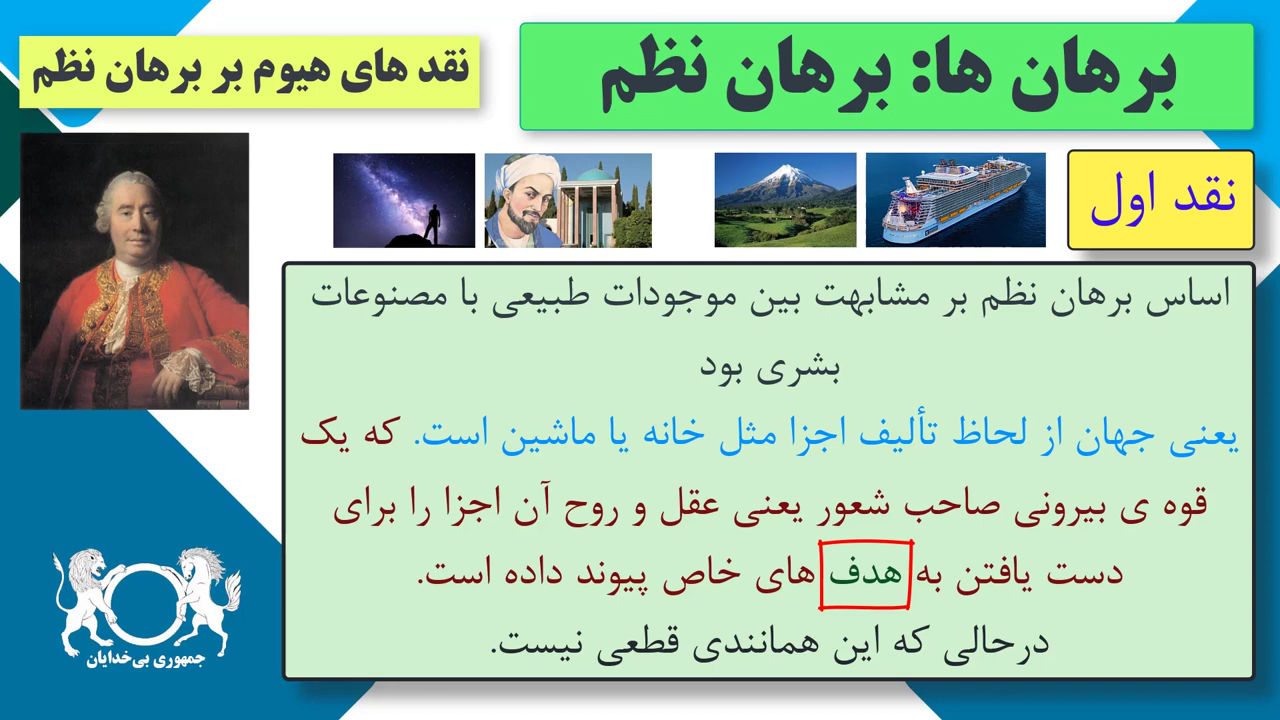 برهان ها: برهان نظم
نقد های هیوم بر برهان نظم
نقد اول
اساس برهان نظم بر مشابهت بین موجودات طبیعی با مصنوعات
بشری بود
یعنی جهان از لحاظ تألیف اجزا مثل خانه یا ماشین است. که یک
قوه ی بیرونی صاحب شعور یعنی عقل و روح آن اجزا را برای
دست یافتن به هدف های خاص پیوند داده است.
درحالی که این همانندی قطعی نیست.
جمهوری بی‌خدایان